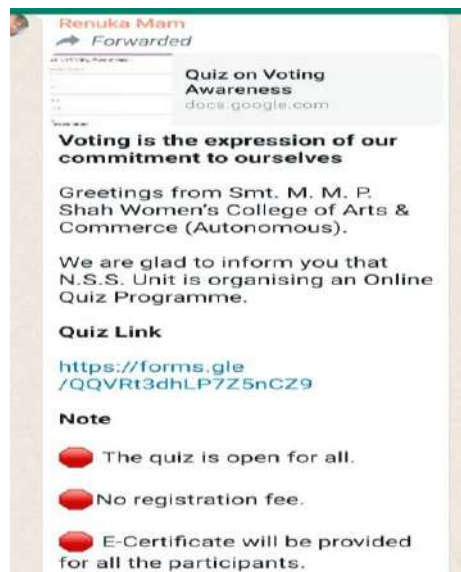 Renuka Mam
Forwarded
Quiz on Voting
Awareness
docs.google.com
Voting is the expression of our
commitment to ourselves
Greetings from Smt. M. M. P.
Shah Women's College of Arts &
Commerce (Autonomous).
We are glad to inform you that
N.S.S. Unit is organising an Online
Quiz Programme.
Quiz Link
https://forms.gle
/QQVRt3dhLP7Z5nCZ9
Note
The quiz is open for all.
No registration fee.
E-Certificate will be provided
for all the participants.